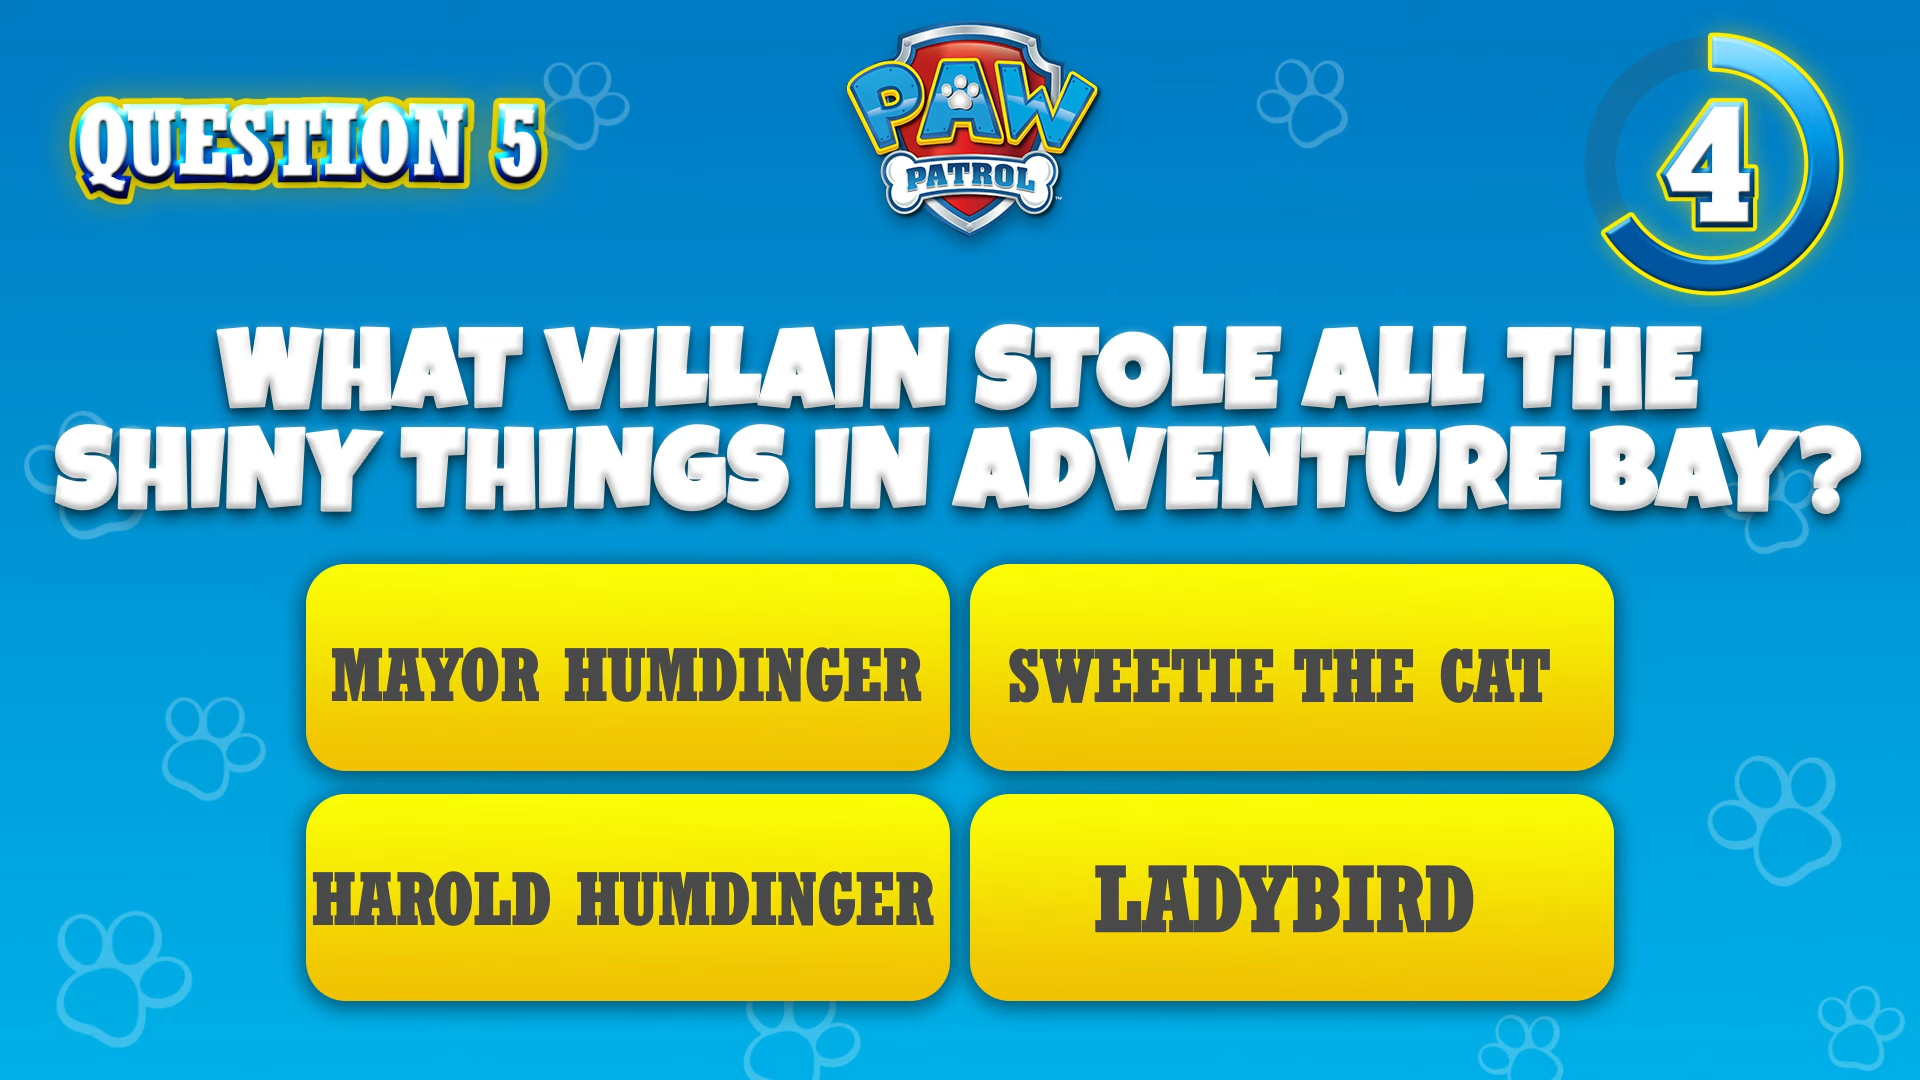 QUESTION 5
PAW
PATROL
4
WHAT VILLAIN STOLE ALL THE
SHINY THINGS IN ADVENTURE BAY?
MAYOR HUMDINGER
SWEETIE THE CAT
HAROLD HUMDINGER
LADYBIRD